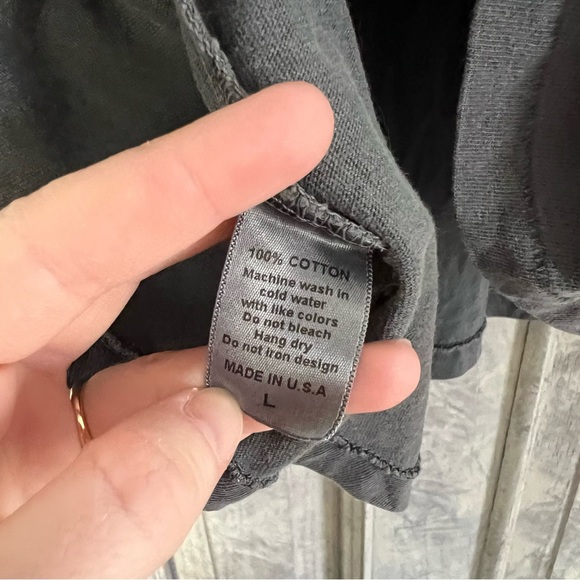 100% COTTON
Machine wash in
cold water
with like colors
Do not bleach
Hang dry
Do not iron design
MADE IN U.S.A
L